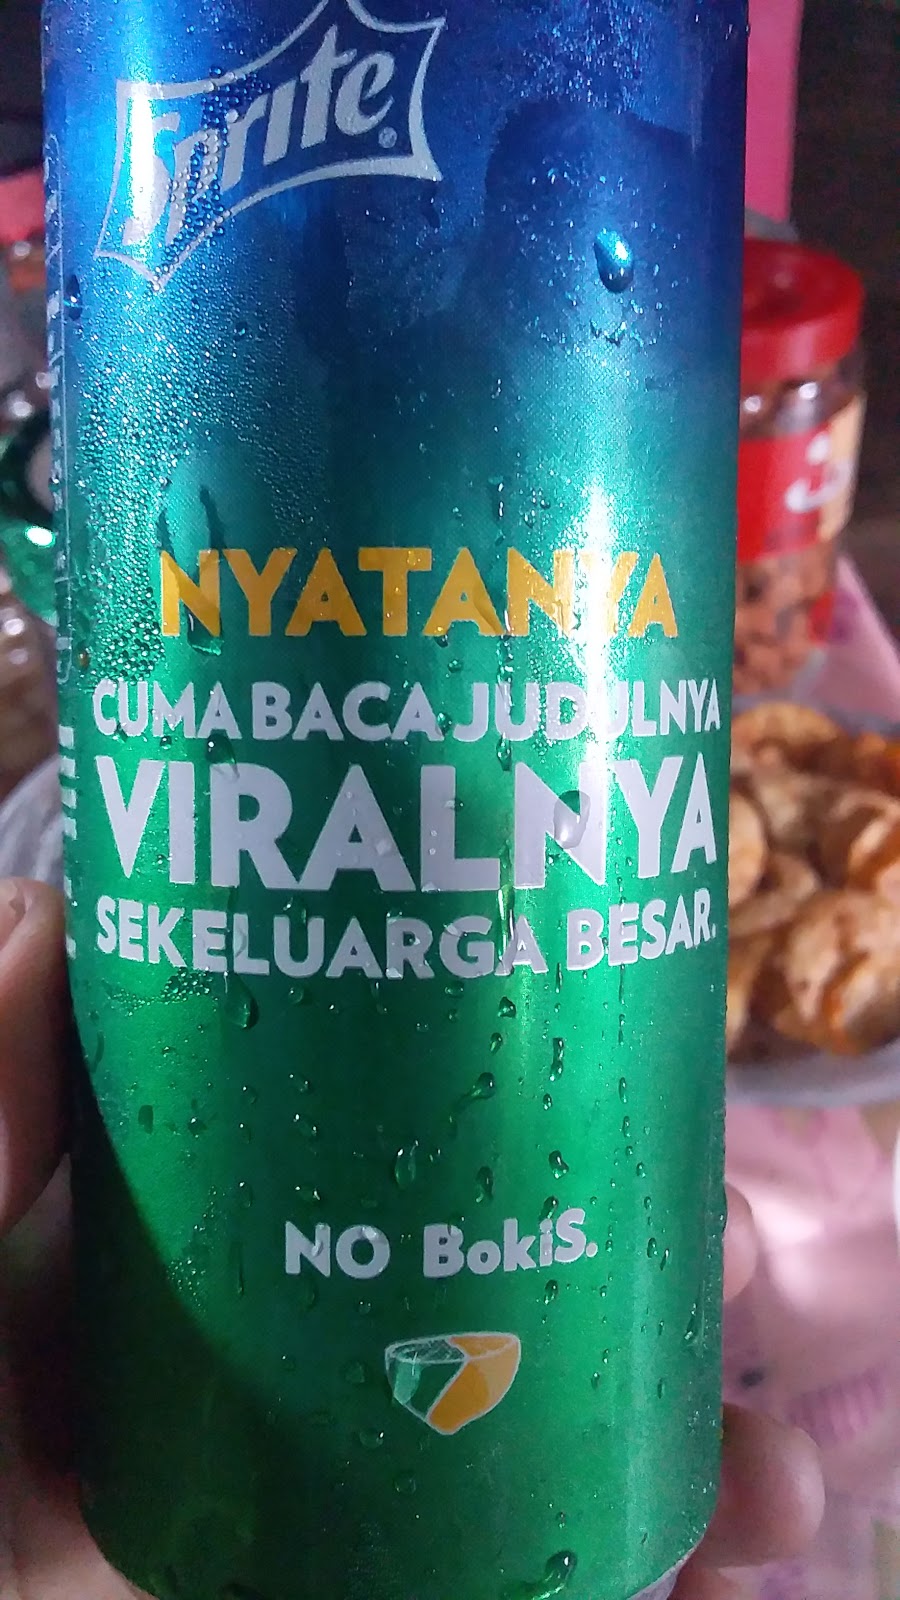 Sprite
NYATANYA
CUMA BACA JUDULNYA
VIRALNYA
SEKELUARGA BESAR.
NO BokiS.